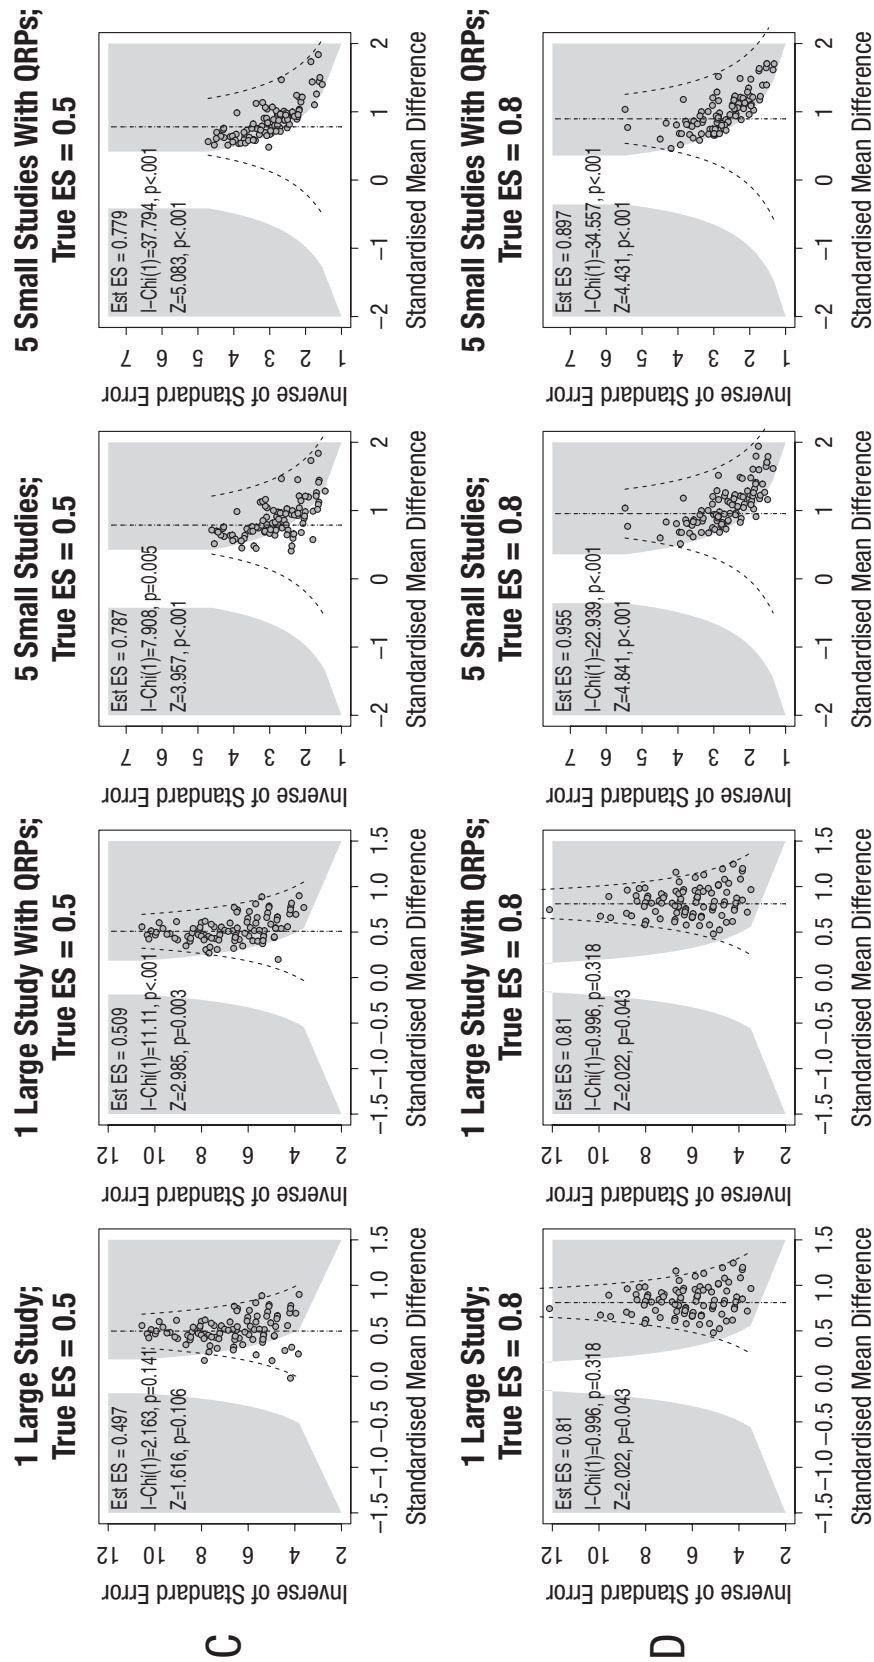 C
1 Large Study;
True ES = 0.5
Inverse of Standard Error
12
10
8
6
4
2
Est ES = 0.497
I−Chi(1)=2.163, p=0.141
Z=1.616, p=0.106
−1.5 −1.0 −0.5 0.0 0.5 1.0 1.5
Standardised Mean Difference
1 Large Study With QRPs;
True ES = 0.5
Inverse of Standard Error
12
10
8
6
4
2
Est ES = 0.509
I−Chi(1)=11.11, p<.001
Z=2.985, p=0.003
−1.5 −1.0 −0.5 0.0 0.5 1.0 1.5
Standardised Mean Difference
5 Small Studies;
True ES = 0.5
Inverse of Standard Error
7
6
5
4
3
2
1
Est ES = 0.787
I−Chi(1)=7.908, p=0.005
Z=3.957, p<.001
−2 −1 0 1 2
Standardised Mean Difference
5 Small Studies With QRPs;
True ES = 0.5
Inverse of Standard Error
7
6
5
4
3
2
1
Est ES = 0.779
I−Chi(1)=37.794, p<.001
Z=5.083, p<.001
−2 −1 0 1 2
Standardised Mean Difference
D
1 Large Study;
True ES = 0.8
Inverse of Standard Error
12
10
8
6
4
2
Est ES = 0.81
I−Chi(1)=0.996, p=0.318
Z=2.022, p=0.043
−1.5 −1.0 −0.5 0.0 0.5 1.0 1.5
Standardised Mean Difference
1 Large Study With QRPs;
True ES = 0.8
Inverse of Standard Error
12
10
8
6
4
2
Est ES = 0.81
I−Chi(1)=0.996, p=0.318
Z=2.022, p=0.043
−1.5 −1.0 −0.5 0.0 0.5 1.0 1.5
Standardised Mean Difference
5 Small Studies;
True ES = 0.8
Inverse of Standard Error
7
6
5
4
3
2
1
Est ES = 0.955
I−Chi(1)=22.939, p<.001
Z=4.841, p<.001
−2 −1 0 1 2
Standardised Mean Difference
5 Small Studies With QRPs;
True ES = 0.8
Inverse of Standard Error
7
6
5
4
3
2
1
Est ES = 0.897
I−Chi(1)=34.557, p<.001
Z=4.431, p<.001
−2 −1 0 1 2
Standardised Mean Difference